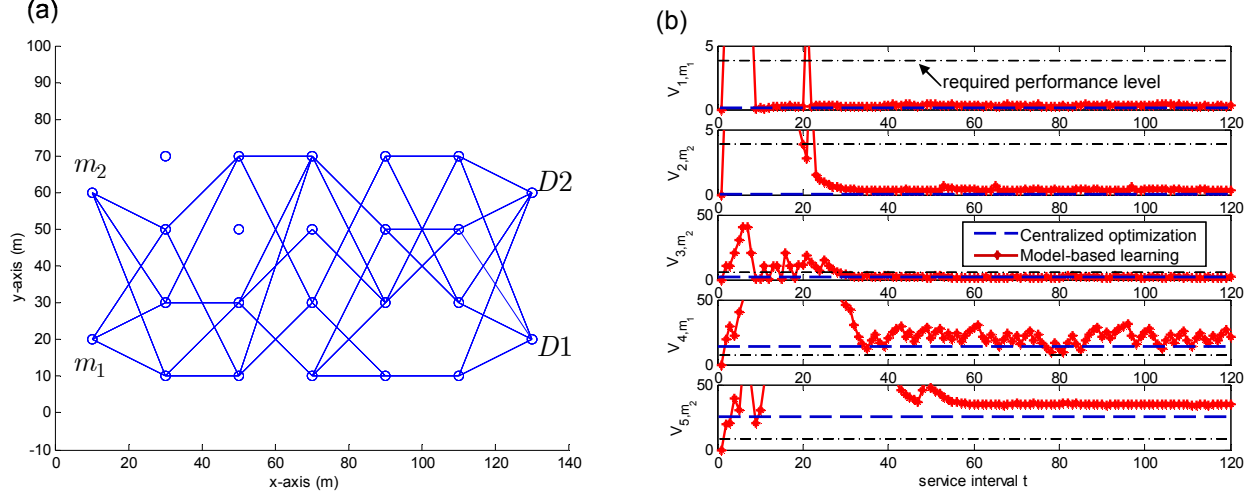 (a)
100
90
80
70
60
50
40
30
20
10
0
-10
y-axis (m)
m2
m1
D2
D1
0 20 40 60 80 100 120 140
x-axis (m)
(b)
V1,m1
5
0
required performance level
0 20 40 60 80 100 120
V2,m2
5
0
0 20 40 60 80 100 120
V3,m2
50
0
Centralized optimization
Model-based learning
0 20 40 60 80 100 120
V4,m1
50
0
0 20 40 60 80 100 120
V5,m2
50
0
0 20 40 60 80 100 120
service interval t